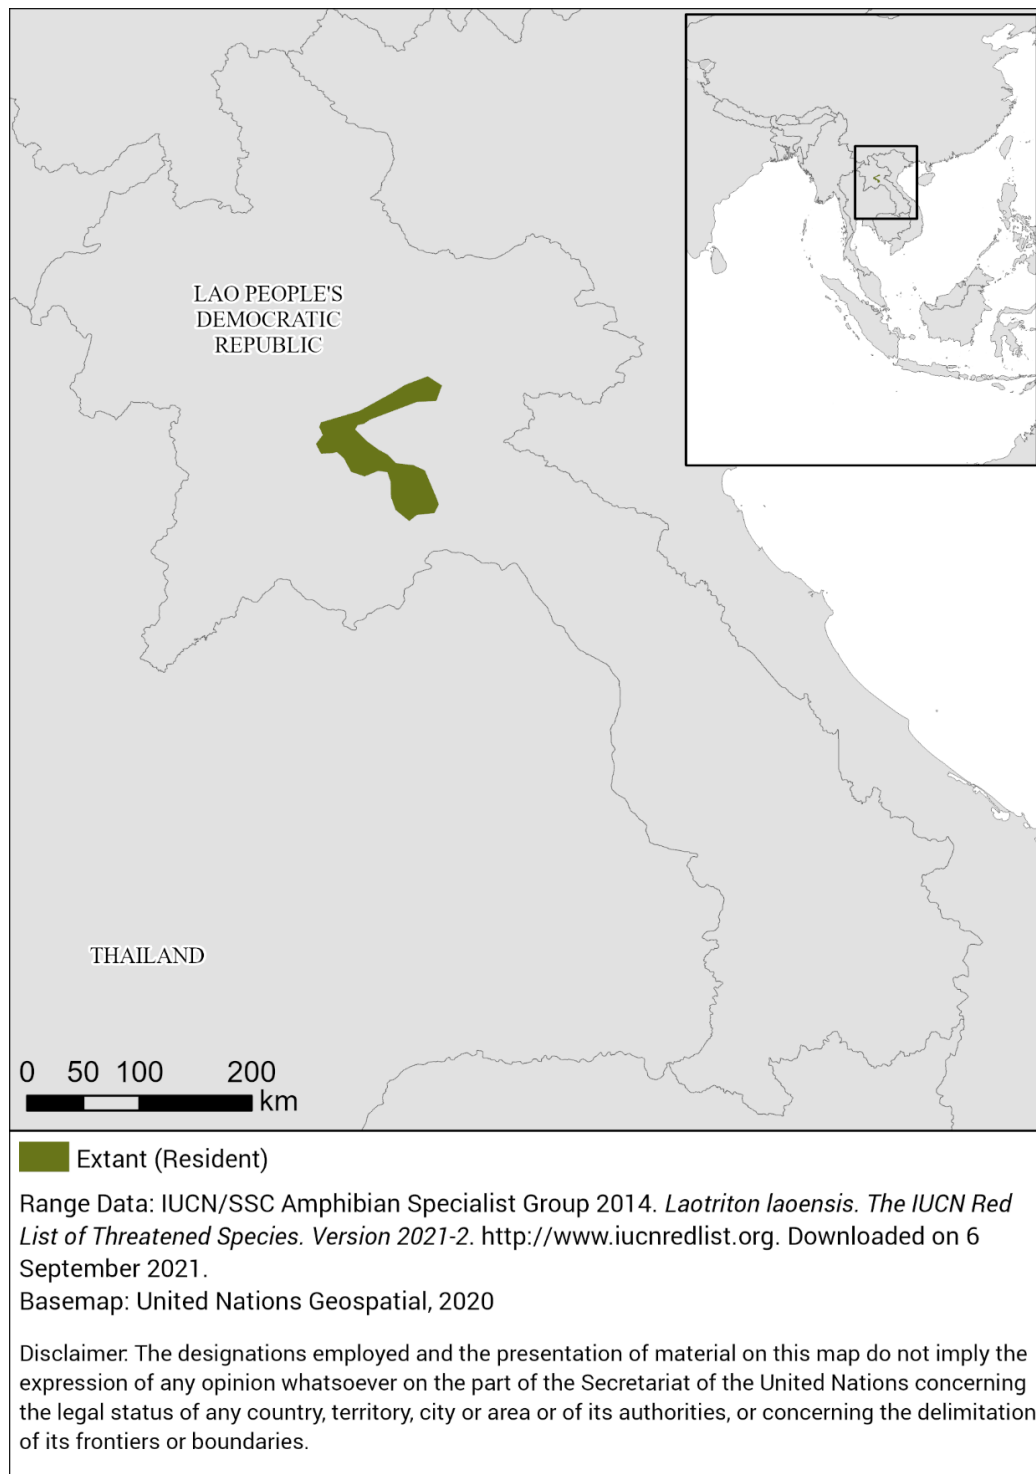 LAO PEOPLE'S
DEMOCRATIC
REPUBLIC
THAILAND
0 50 100 200
km
Extant (Resident)
Range Data: IUCN/SSC Amphibian Specialist Group 2014. Laotriton laoensis. The IUCN Red
List of Threatened Species. Version 2021-2. http://www.iucnredlist.org. Downloaded on 6
September 2021.
Basemap: United Nations Geospatial, 2020
Disclaimer: The designations employed and the presentation of material on this map do not imply the
expression of any opinion whatsoever on the part of the Secretariat of the United Nations concerning
the legal status of any country, territory, city or area or of its authorities, or concerning the delimitation
of its frontiers or boundaries.